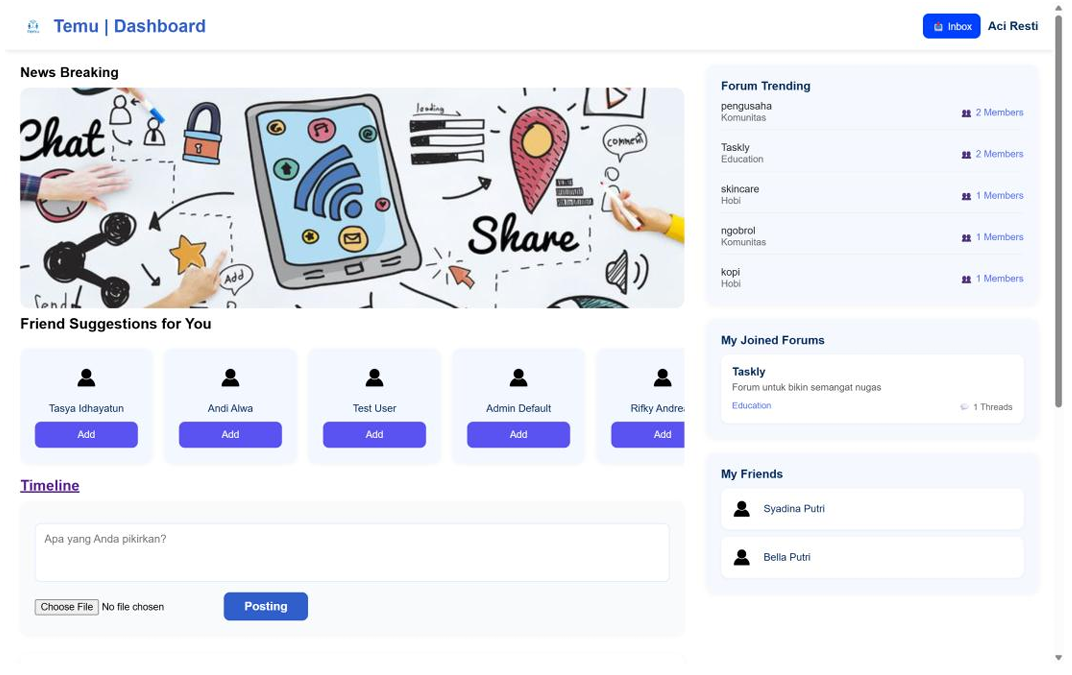 Temu | Dashboard
Inbox
Aci Resti
News Breaking
Chat
loading
comment
Share
Add
Send
Friend Suggestions for You
Tasya Idhayatun
Andi Alwa
Test User
Admin Default
Rifky Andrea
Add
Add
Add
Add
Add
Timeline
Apa yang Anda pikirkan?
Choose File No file chosen
Posting
Forum Trending
pengusaha
Komunitas
2 Members
Taskly
Education
2 Members
skincare
Hobi
1 Members
ngobrol
Komunitas
1 Members
kopi
Hobi
1 Members
My Joined Forums
Taskly
Forum untuk bikin semangat nugas
Education
1 Threads
My Friends
Syadina Putri
Bella Putri